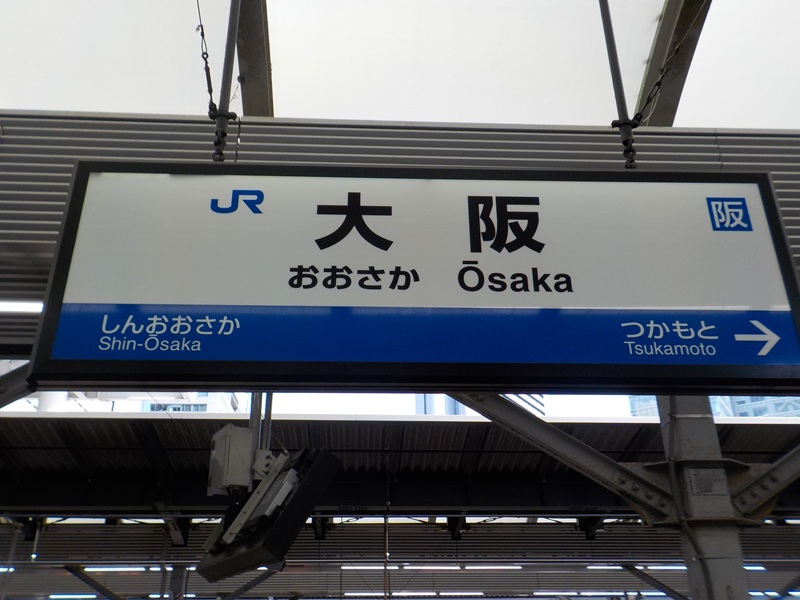 JR 大阪 阪
おおさか Ōsaka
しんおおさか つかもと →
Shin-Ōsaka Tsukamoto